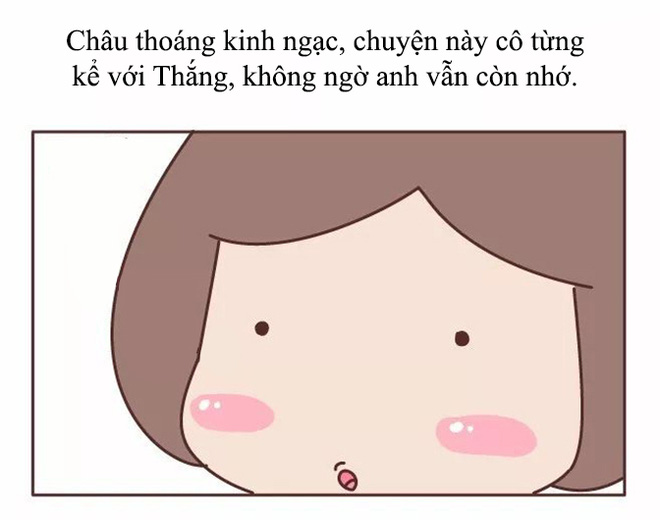 Châu thoáng kinh ngạc, chuyện này cô từng
kể với Thắng, không ngờ anh vẫn còn nhớ.